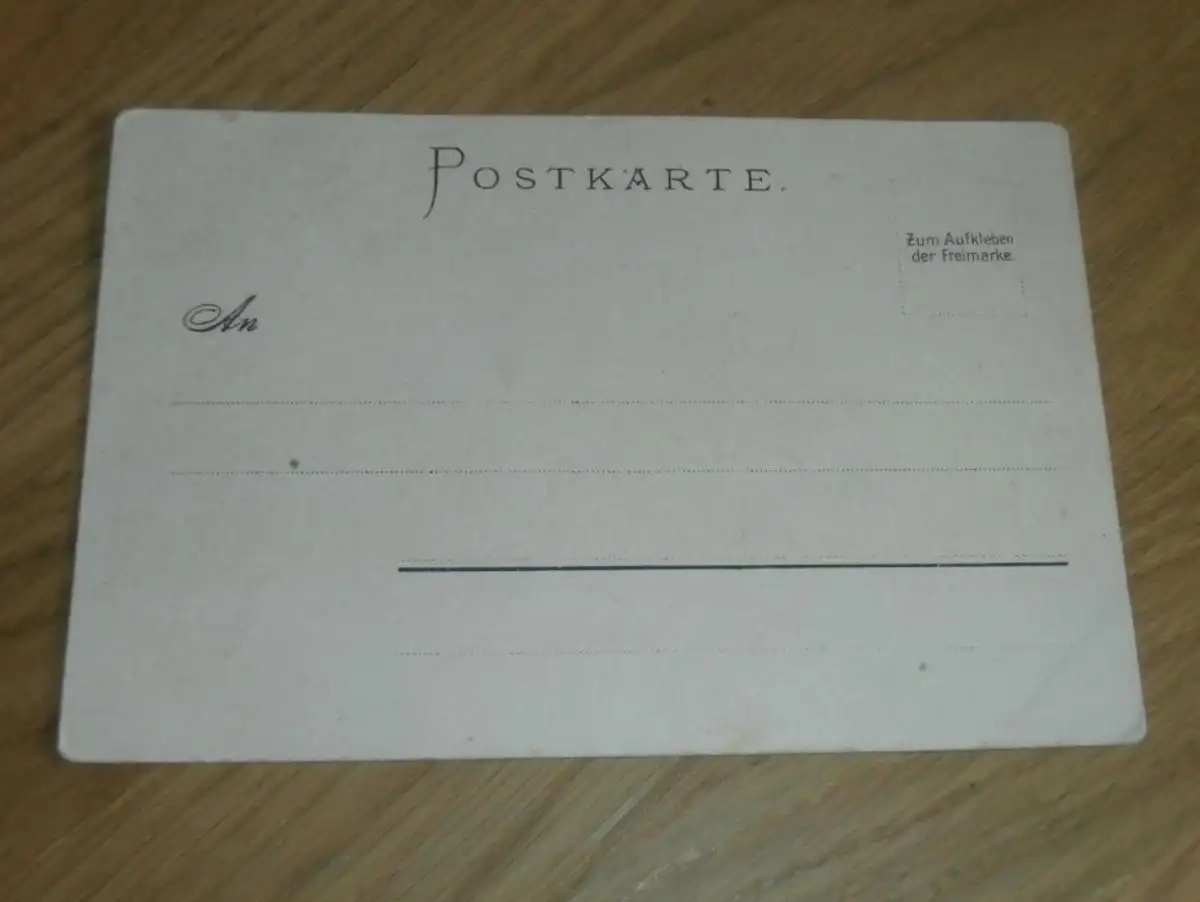 POSTKARTE.
Zum Aufkleben
der Freimarke.
An